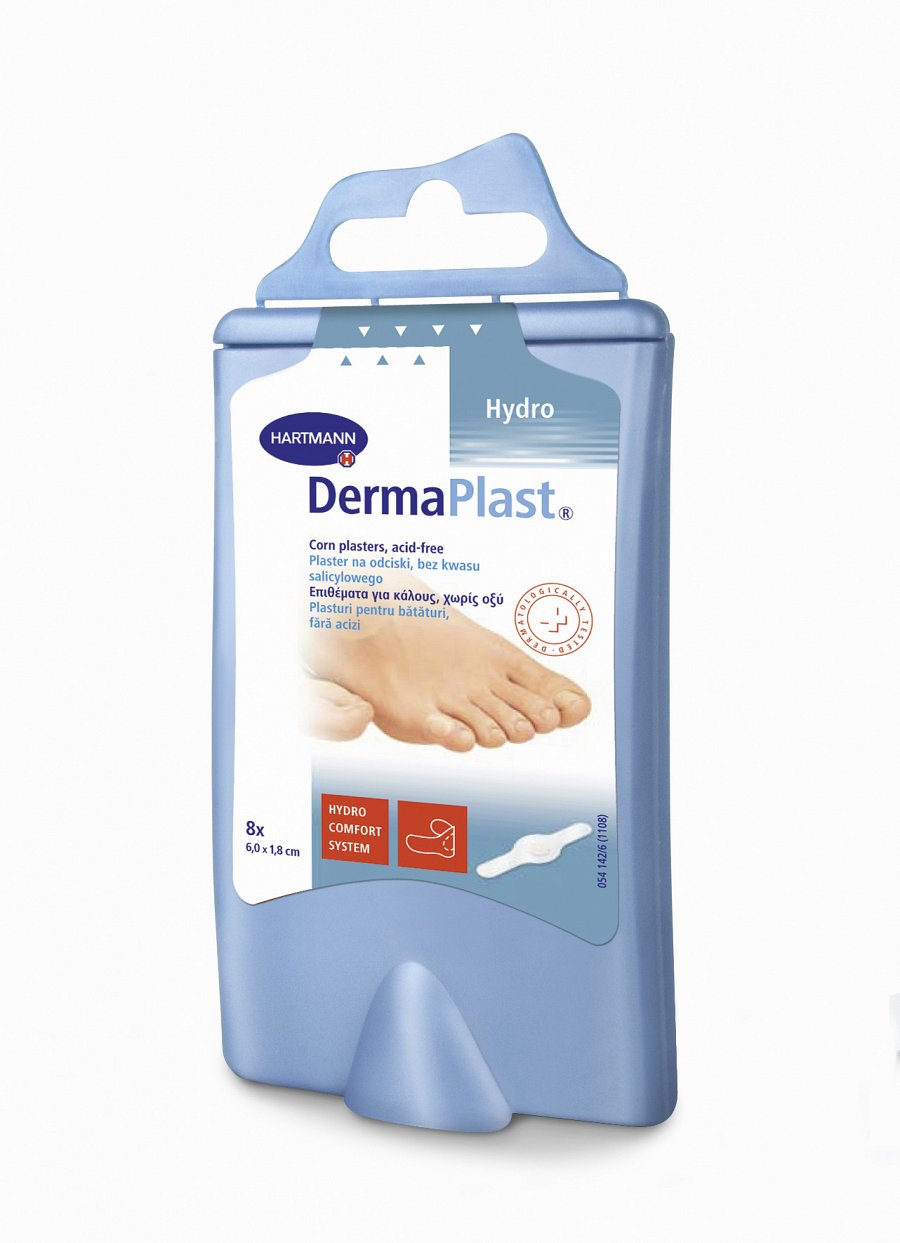 Hydro
HARTMANN
H
DermaPlast®
Corn plasters, acid-free
Plaster na odciski, bez kwasu
salicylowego
Επιθέματα για κάλους, χωρίς οξύ
Plasturi pentru bătături,
fără acizi
DERMATOLOGICALLY TESTED ·
HYDRO
COMFORT
SYSTEM
8x
6,0 x 1,8 cm
054 142/6 (1108)